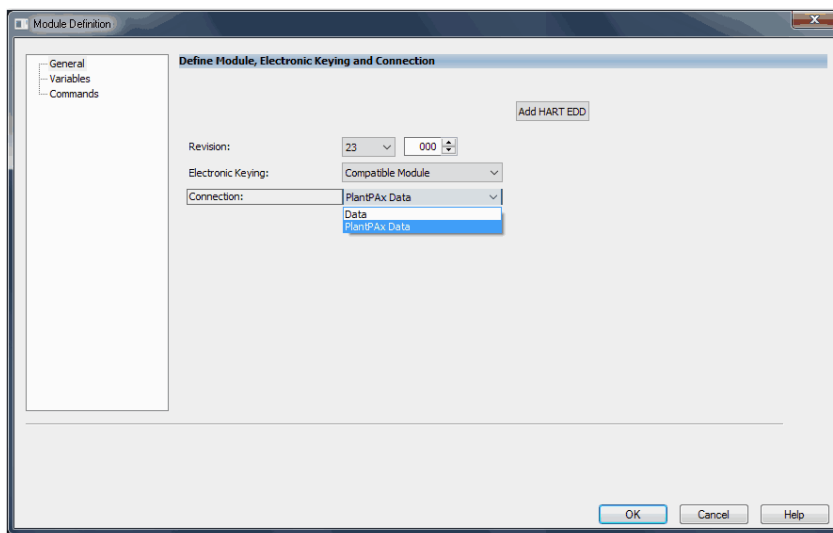 Module Definition
General
Variables
Commands
Define Module, Electronic Keying and Connection
Add HART EDD
Revision: 23 000
Electronic Keying: Compatible Module
Connection: PlantPAx Data
Data
PlantPAx Data
OK Cancel Help